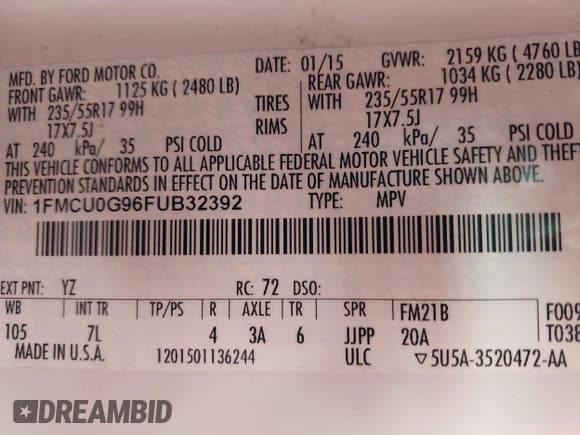 MFD. BY FORD MOTOR CO. DATE: 01/15 GVWR: 2159 KG ( 4760 LB)
FRONT GAWR: 1125 KG ( 2480 LB) REAR GAWR: 1034 KG ( 2280 LB)
WITH 235/55R17 99H TIRES WITH 235/55R17 99H
17X7.5J RIMS 17X7.5J
AT 240 kPa/ 35 PSI COLD AT 240 kPa/ 35 PSI COLD
THIS VEHICLE CONFORMS TO ALL APPLICABLE FEDERAL MOTOR VEHICLE SAFETY AND THEFT
PREVENTION STANDARDS IN EFFECT ON THE DATE OF MANUFACTURE SHOWN ABOVE.
VIN: 1FMCU0G96FUB32392 TYPE: MPV
EXT PNT: YZ RC: 72 DSO:
WB INT TR TP/PS R AXLE TR SPR FM21B F009
105 7L 4 3A 6 JJPP 20A T038
MADE IN U.S.A. 1201501136244 ULC ▽5U5A-3520472-AA
DREAMBID